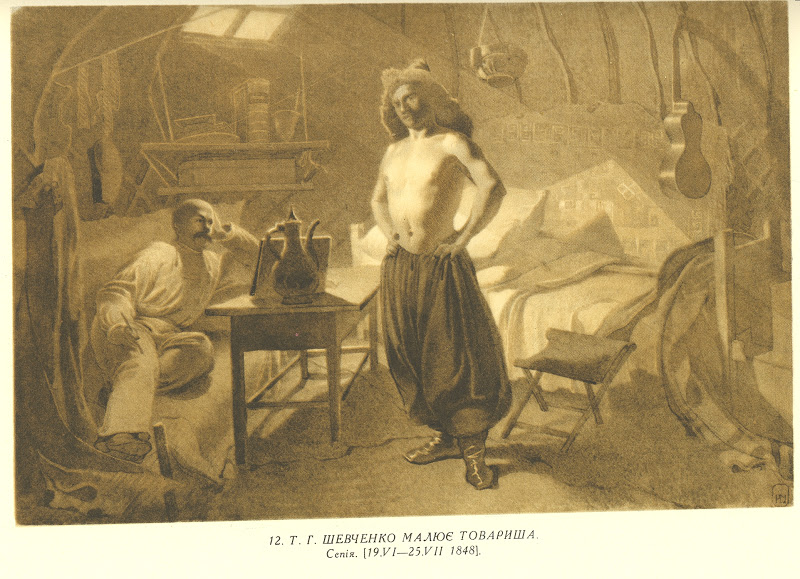 12. Т. Г. ШЕВЧЕНКО МАЛЮЄ ТОВАРИША.
Сепія. [19.VI—25.VII 1848].